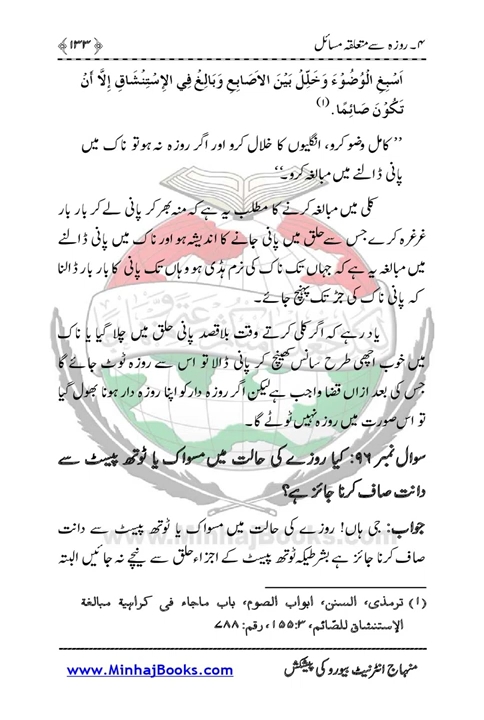 ۴۔ روزہ سے متعلقہ مسائل ﴿۱۳۳﴾
اَسْبِغِ الْوُضُوْءَ وَخَلِّلْ بَيْنَ الأَصَابِعِ وَبَالِغْ فِي الإِسْتِنْشَاقِ إِلَّا أَنْ
تَكُوْنَ صَائِمًا. (۱)
’’کامل وضو کرو، انگلیوں کا خلال کرو اور اگر روزہ نہ ہو تو ناک میں
پانی ڈالنے میں مبالغہ کرو۔‘‘
کلی میں مبالغہ کرنے کا مطلب یہ ہے کہ منہ بھر کر پانی لے کر بار بار
غرغرہ کرے جس سے حلق میں پانی جانے کا اندیشہ ہو اور ناک میں پانی ڈالنے
میں مبالغہ یہ ہے کہ جہاں تک ناک کی نرم ہڈی ہو وہاں تک پانی کا بار بار ڈالنا
کہ پانی ناک کی جڑ تک پہنچ جائے۔
یاد رہے کہ اگر کلی کرتے وقت بلاقصد پانی حلق میں چلا گیا یا ناک
میں خوب اچھی طرح سانس کھینچ کر پانی ڈالا تو اس سے روزہ ٹوٹ جائے گا
جس کی بعد ازاں قضا واجب ہے لیکن اگر روزہ دار کو اپنا روزہ دار ہونا بھول گیا
تو اس صورت میں روزہ نہیں ٹوٹے گا۔
سوال نمبر ۹۶: کیا روزے کی حالت میں مسواک یا ٹوتھ پیسٹ سے
دانت صاف کرنا جائز ہے؟
جواب: جی ہاں! روزے کی حالت میں مسواک یا ٹوتھ پیسٹ سے دانت
صاف کرنا جائز ہے بشرطیکہ ٹوتھ پیسٹ کے اجزاء حلق سے نیچے نہ جائیں البتہ
(۱) ترمذی، السنن، ابواب الصوم، باب ماجاء فی کراہیة مبالغة
الإستنشاق للصّائم، ۳:۱۵۵، رقم: ۷۸۸
منہاج انٹرنیٹ بیورو کی پیشکش www.MinhajBooks.com
www.MinhajBooks.com